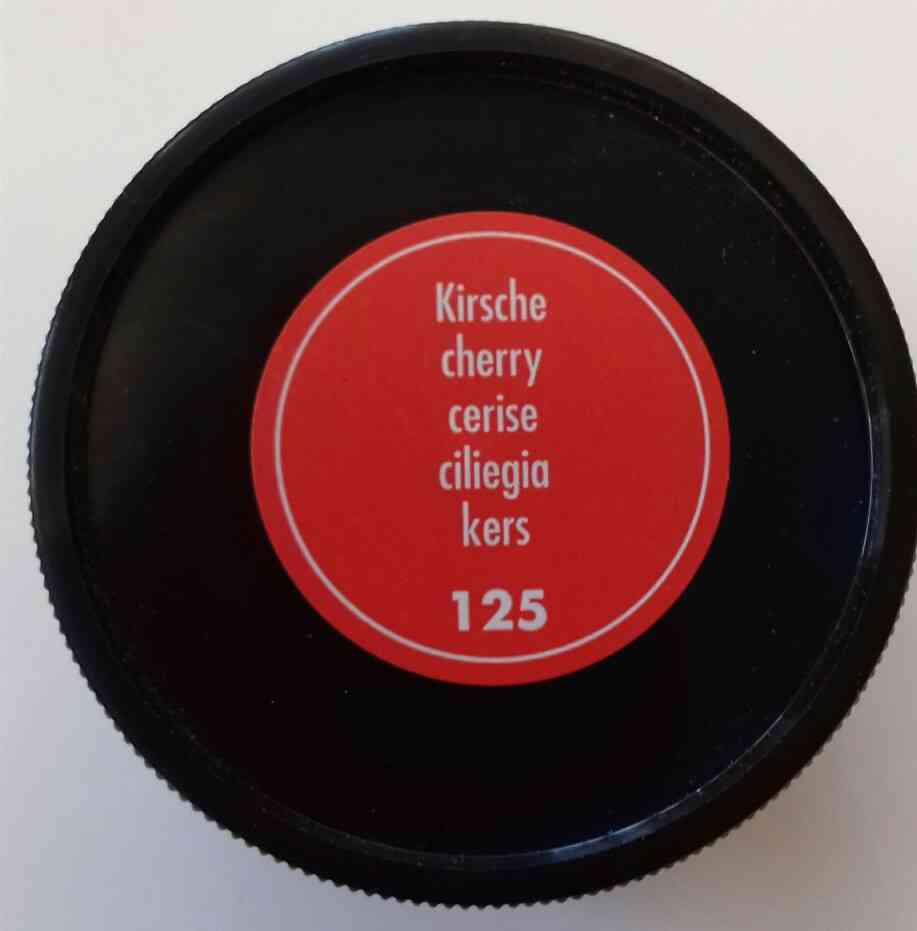 Kirsche
cherry
cerise
ciliegia
kers
125